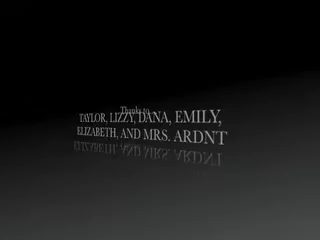 Thanks to
TAYLOR, LIZZY, DANA, EMILY,
ELIZABETH, AND MRS. ARDNT